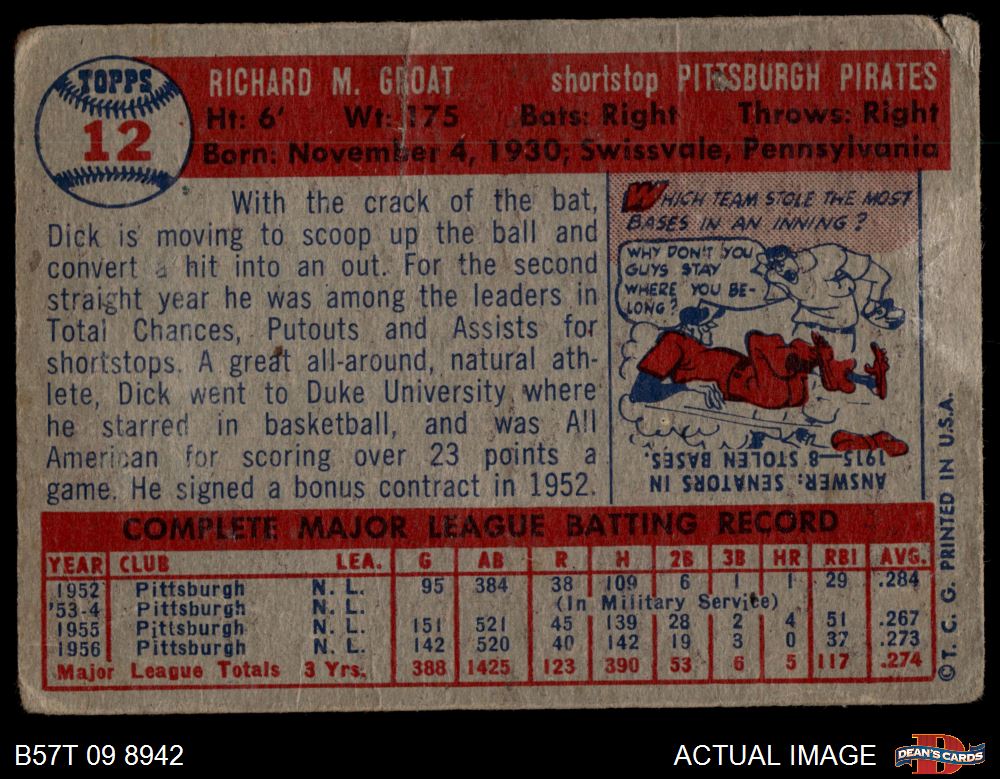 TOPPS
12
RICHARD M. GROAT shortstop PITTSBURGH PIRATES
Ht: 6' Wt: 175 Bats: Right Throws: Right
Born: November 4, 1930; Swissvale, Pennsylvania
With the crack of the bat,
Dick is moving to scoop up the ball and
convert a hit into an out. For the second
straight year he was among the leaders in
Total Chances, Putouts and Assists for
shortstops. A great all-around, natural ath-
lete, Dick went to Duke University where
he starred in basketball, and was All
American for scoring over 23 points a
game. He signed a bonus contract in 1952.
WHICH TEAM STOLE THE MOST
BASES IN AN INNING?
WHY DON'T YOU
GUYS STAY
WHERE YOU BE-
LONG?
ANSWER: SENATORS IN
1915—8 STOLEN BASES.
COMPLETE MAJOR LEAGUE BATTING RECORD
YEAR CLUB LEA. G AB R H 2B 3B HR RBI AVG.
1952 Pittsburgh N. L. 95 384 38 109 6 1 1 29 .284
'53-4 Pittsburgh N. L. (In Military Service)
1955 Pittsburgh N. L. 151 521 45 139 28 2 4 51 .267
1956 Pittsburgh N. L. 142 520 40 142 19 3 0 37 .273
Major League Totals 3 Yrs. 388 1425 123 390 53 6 5 117 .274
© T. C. G. PRINTED IN U.S.A.
B57T 09 8942
ACTUAL IMAGE
DEAN'S CARDS